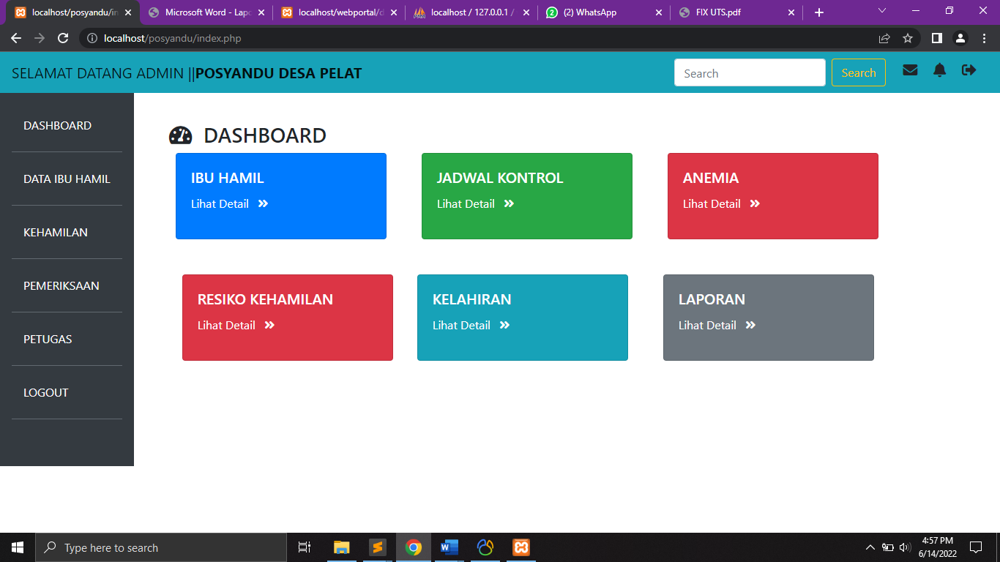 localhost/posyandu/in
Microsoft Word - Lapo
localhost/webportal/d
localhost / 127.0.0.1 /
2 (2) WhatsApp
FIX UTS.pdf
localhost/posyandu/index.php
SELAMAT DATANG ADMIN ||POSYANDU DESA PELAT
Search
Search
DASHBOARD
DATA IBU HAMIL
KEHAMILAN
PEMERIKSAAN
PETUGAS
LOGOUT
DASHBOARD
IBU HAMIL
Lihat Detail
JADWAL KONTROL
Lihat Detail
ANEMIA
Lihat Detail
RESIKO KEHAMILAN
Lihat Detail
KELAHIRAN
Lihat Detail
LAPORAN
Lihat Detail
Type here to search
4:57 PM
6/14/2022